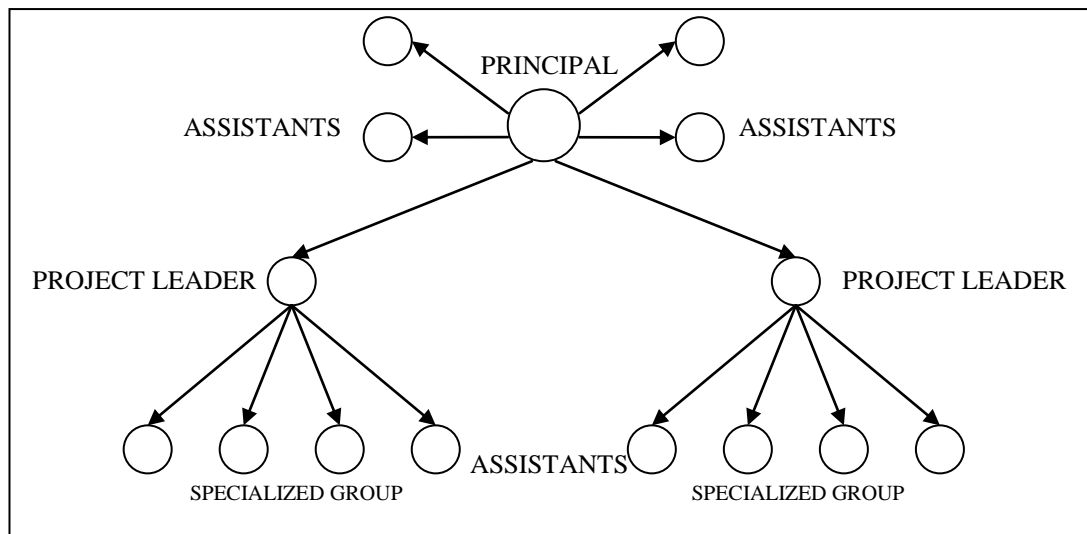 PRINCIPAL
ASSISTANTS
ASSISTANTS
PROJECT LEADER
PROJECT LEADER
ASSISTANTS
SPECIALIZED GROUP
SPECIALIZED GROUP